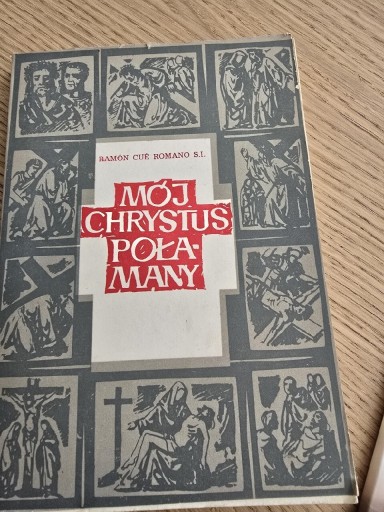 RAMÓN CUÉ ROMANO S.I.
MÓJ
CHRYSTUS
POŁA-
MANY